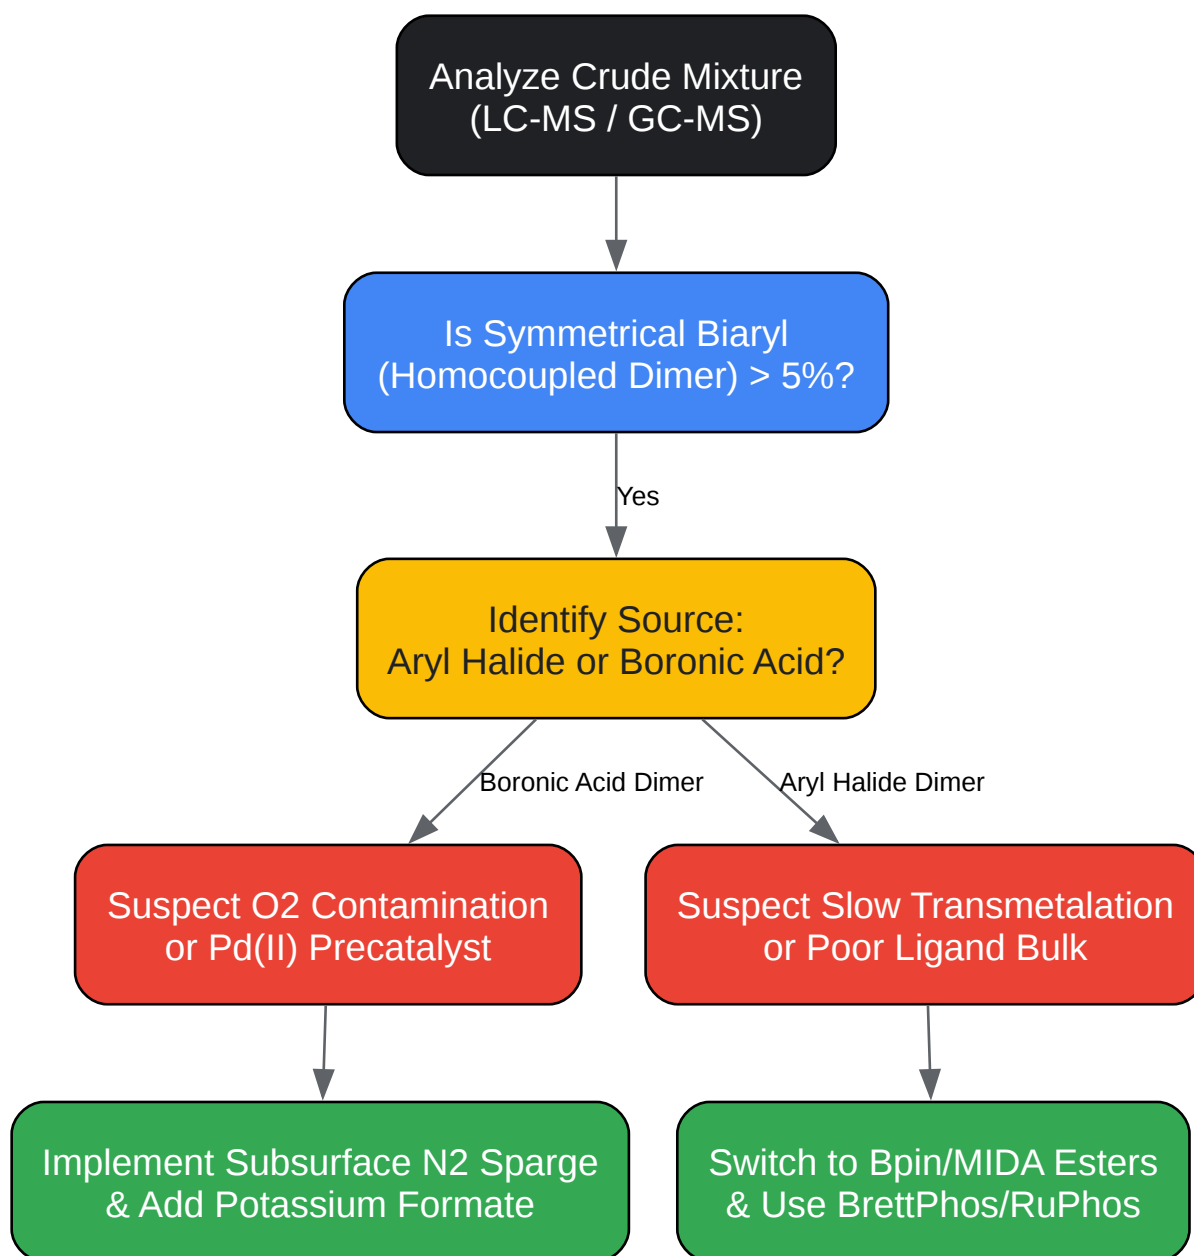 Analyze Crude Mixture
(LC-MS / GC-MS)
Is Symmetrical Biaryl
(Homocoupled Dimer) > 5%?
Yes
Identify Source:
Aryl Halide or Boronic Acid?
Boronic Acid Dimer
Aryl Halide Dimer
Suspect O2 Contamination
or Pd(II) Precatalyst
Suspect Slow Transmetalation
or Poor Ligand Bulk
Implement Subsurface N2 Sparge
& Add Potassium Formate
Switch to Bpin/MIDA Esters
& Use BrettPhos/RuPhos